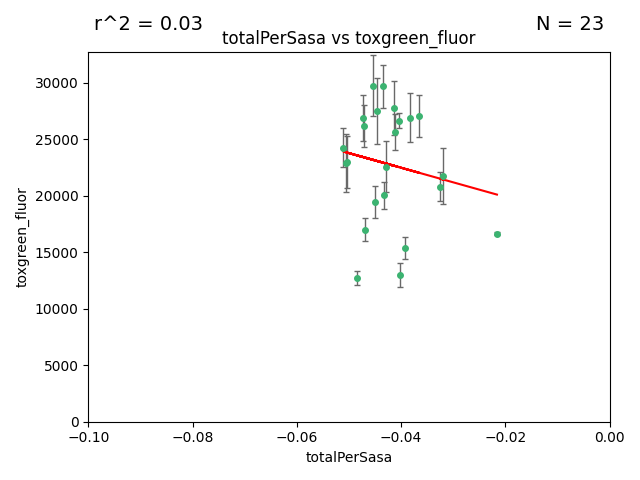 r^2 = 0.03
N = 23
totalPerSasa vs toxgreen_fluor
30000
25000
20000
15000
10000
5000
0
toxgreen_fluor
−0.10
−0.08
−0.06
−0.04
−0.02
0.00
totalPerSasa